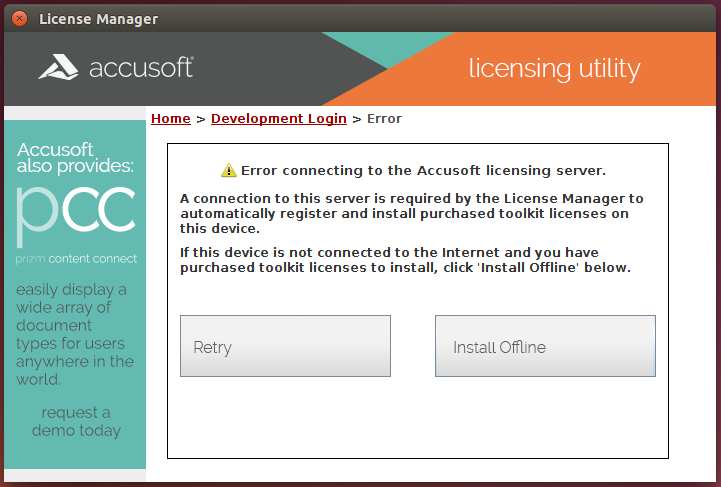 License Manager
accusoft®
licensing utility
Home > Development Login > Error
Accusoft
also provides:
pcc
prizm content connect
easily display a
wide array of
document
types for users
anywhere in the
world.
request a
demo today
Error connecting to the Accusoft licensing server.
A connection to this server is required by the License Manager to
automatically register and install purchased toolkit licenses on
this device.
If this device is not connected to the Internet and you have
purchased toolkit licenses to install, click 'Install Offline' below.
Retry
Install Offline